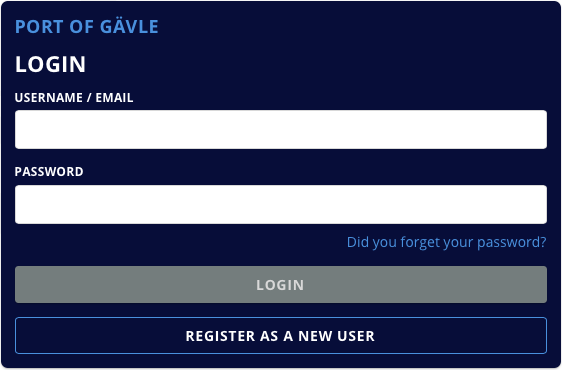 PORT OF GÄVLE
LOGIN
USERNAME / EMAIL
PASSWORD
Did you forget your password?
LOGIN
REGISTER AS A NEW USER